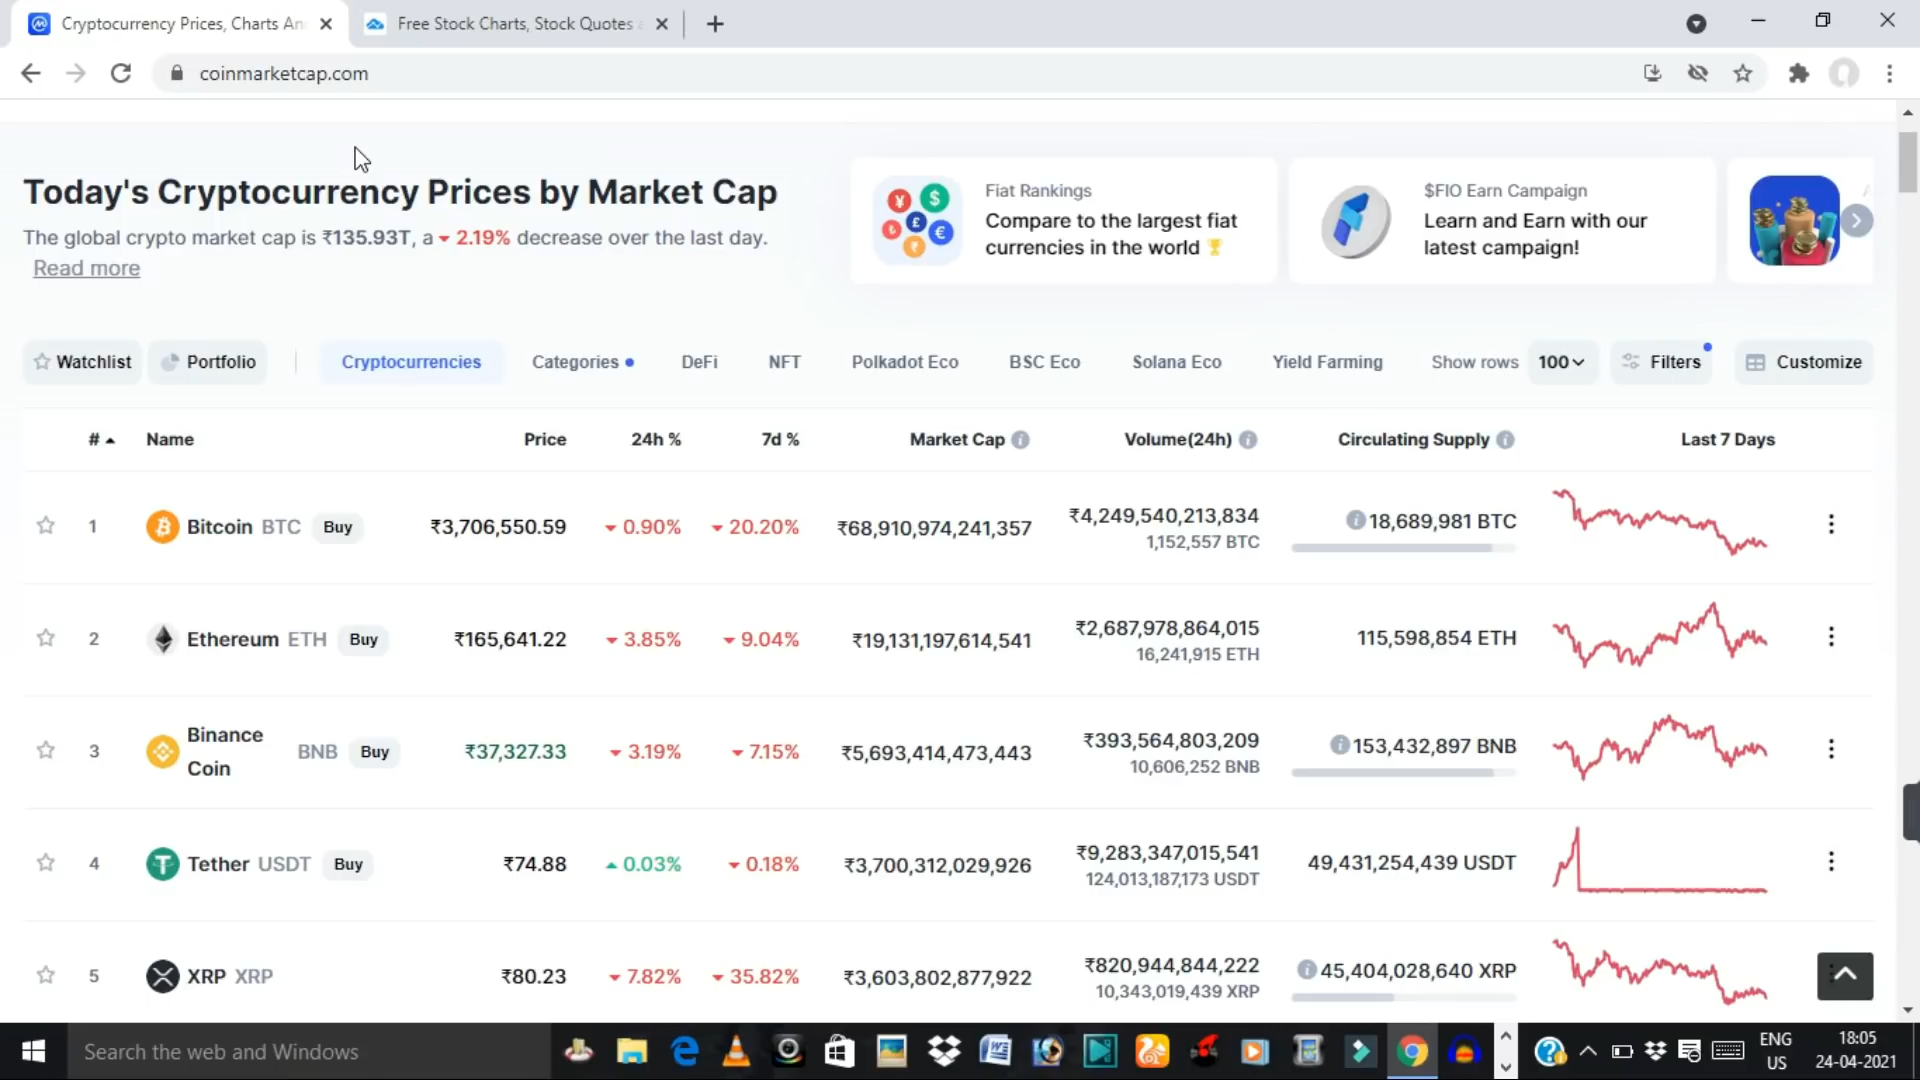 Cryptocurrency Prices, Charts An
Free Stock Charts, Stock Quotes
coinmarketcap.com
Today's Cryptocurrency Prices by Market Cap
The global crypto market cap is ₹135.93T, a 2.19% decrease over the last day.
Read more
Fiat Rankings
Compare to the largest fiat
currencies in the world
$FIO Earn Campaign
Learn and Earn with our
latest campaign!
Watchlist Portfolio Cryptocurrencies Categories DeFi NFT Polkadot Eco BSC Eco Solana Eco Yield Farming Show rows 100 Filters Customize
# Name Price 24h % 7d % Market Cap Volume(24h) Circulating Supply Last 7 Days
1 Bitcoin BTC Buy ₹3,706,550.59 0.90% 20.20% ₹68,910,974,241,357 ₹4,249,540,213,834 18,689,981 BTC
1,152,557 BTC
2 Ethereum ETH Buy ₹165,641.22 3.85% 9.04% ₹19,131,197,614,541 ₹2,687,978,864,015 115,598,854 ETH
16,241,915 ETH
3 Binance Coin BNB Buy ₹37,327.33 3.19% 7.15% ₹5,693,414,473,443 ₹393,564,803,209 153,432,897 BNB
10,606,252 BNB
4 Tether USDT Buy ₹74.88 0.03% 0.18% ₹3,700,312,029,926 ₹9,283,347,015,541 49,431,254,439 USDT
124,013,187,173 USDT
5 XRP XRP ₹80.23 7.82% 35.82% ₹3,603,802,877,922 ₹820,944,844,222 45,404,028,640 XRP
10,343,019,439 XRP
Search the web and Windows
ENG
US
18:05
24-04-2021